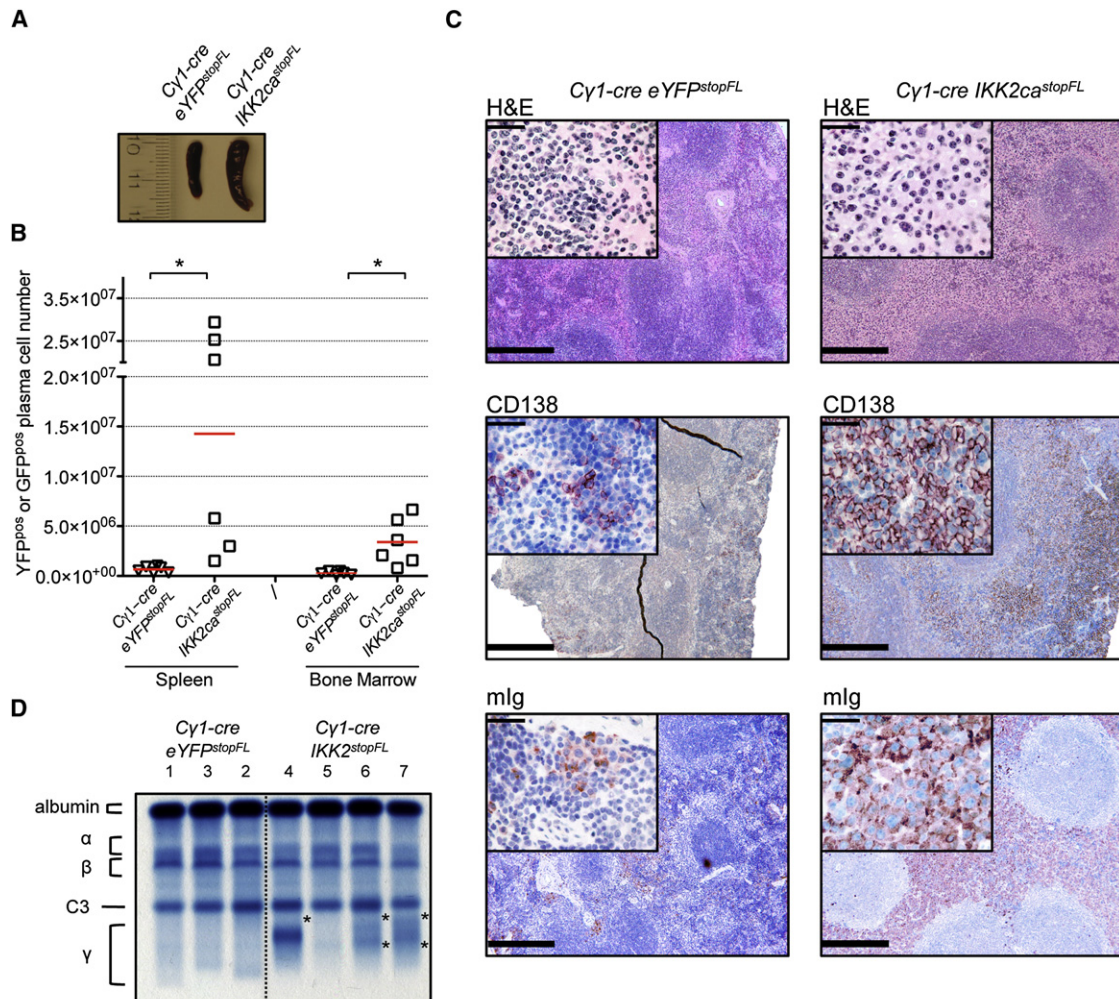 A
Cγ1-cre
eYFPstopFL
Cγ1-cre
IKK2castopFL
10
11
B
YFPpos or GFPpos plasma cell number
*
*
3.5×10+07
2.5×10+07
2.0×10+07
1.5×10+07
1.0×10+07
5.0×10+06
0.0×10+00
Cγ1-cre
eYFPstopFL
Cγ1-cre
IKK2castopFL
/
Cγ1-cre
eYFPstopFL
Cγ1-cre
IKK2castopFL
Spleen
Bone Marrow
C
Cγ1-cre eYFPstopFL
Cγ1-cre IKK2castopFL
H&E
H&E
CD138
CD138
mIg
mIg
D
Cγ1-cre
eYFPstopFL
Cγ1-cre
IKK2stopFL
1 3 2 4 5 6 7
albumin
α
β
C3
γ
* * *
* *